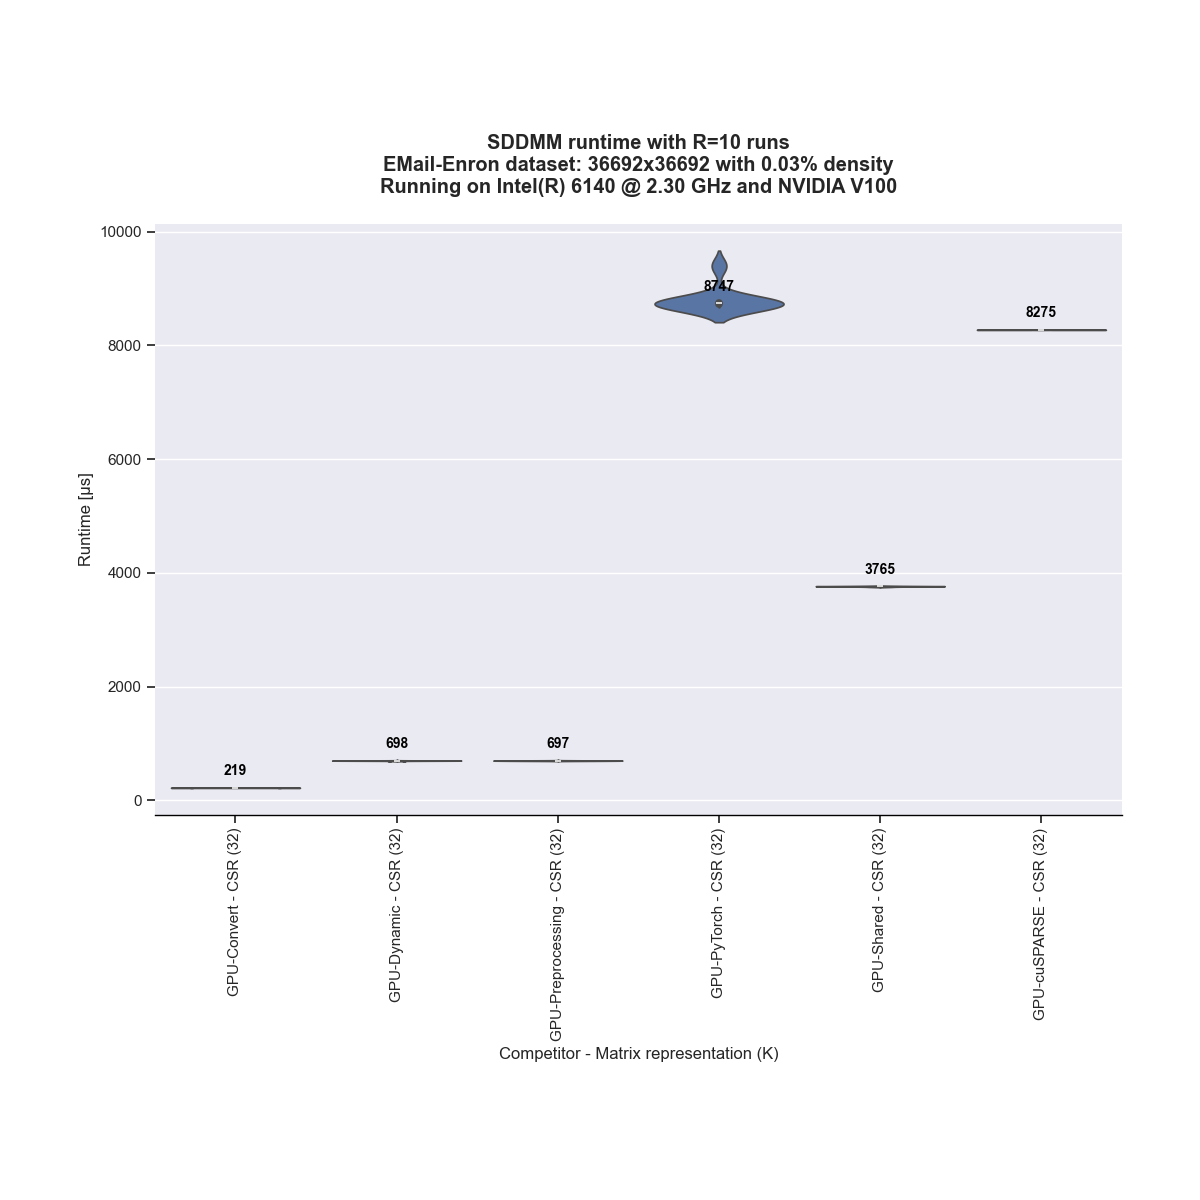 SDDMM runtime with R=10 runs
EMail-Enron dataset: 36692x36692 with 0.03% density
Running on Intel(R) 6140 @ 2.30 GHz and NVIDIA V100
10000
8000
6000
4000
2000
0
Runtime [μs]
219
698
697
8747
3765
8275
GPU-Convert - CSR (32)
GPU-Dynamic - CSR (32)
GPU-Preprocessing - CSR (32)
GPU-PyTorch - CSR (32)
GPU-Shared - CSR (32)
GPU-cuSPARSE - CSR (32)
Competitor - Matrix representation (K)